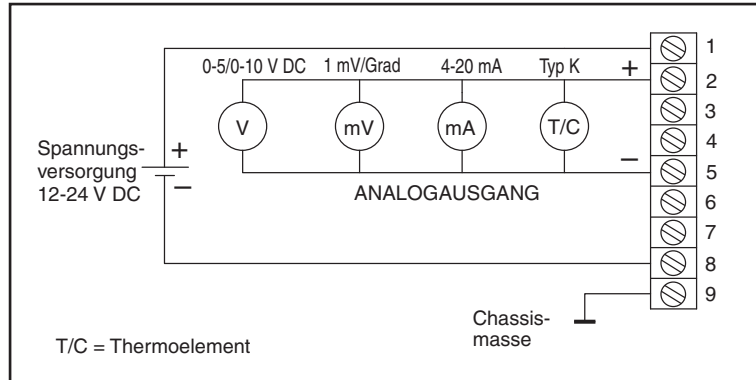 0-5/0-10 V DC 1 mV/Grad 4-20 mA Typ K + 1
2
3
V mV mA T/C 4
Spannungs-
versorgung
12-24 V DC
+
−
− 5
ANALOGAUSGANG
6
7
8
9
Chassis-
masse
T/C = Thermoelement